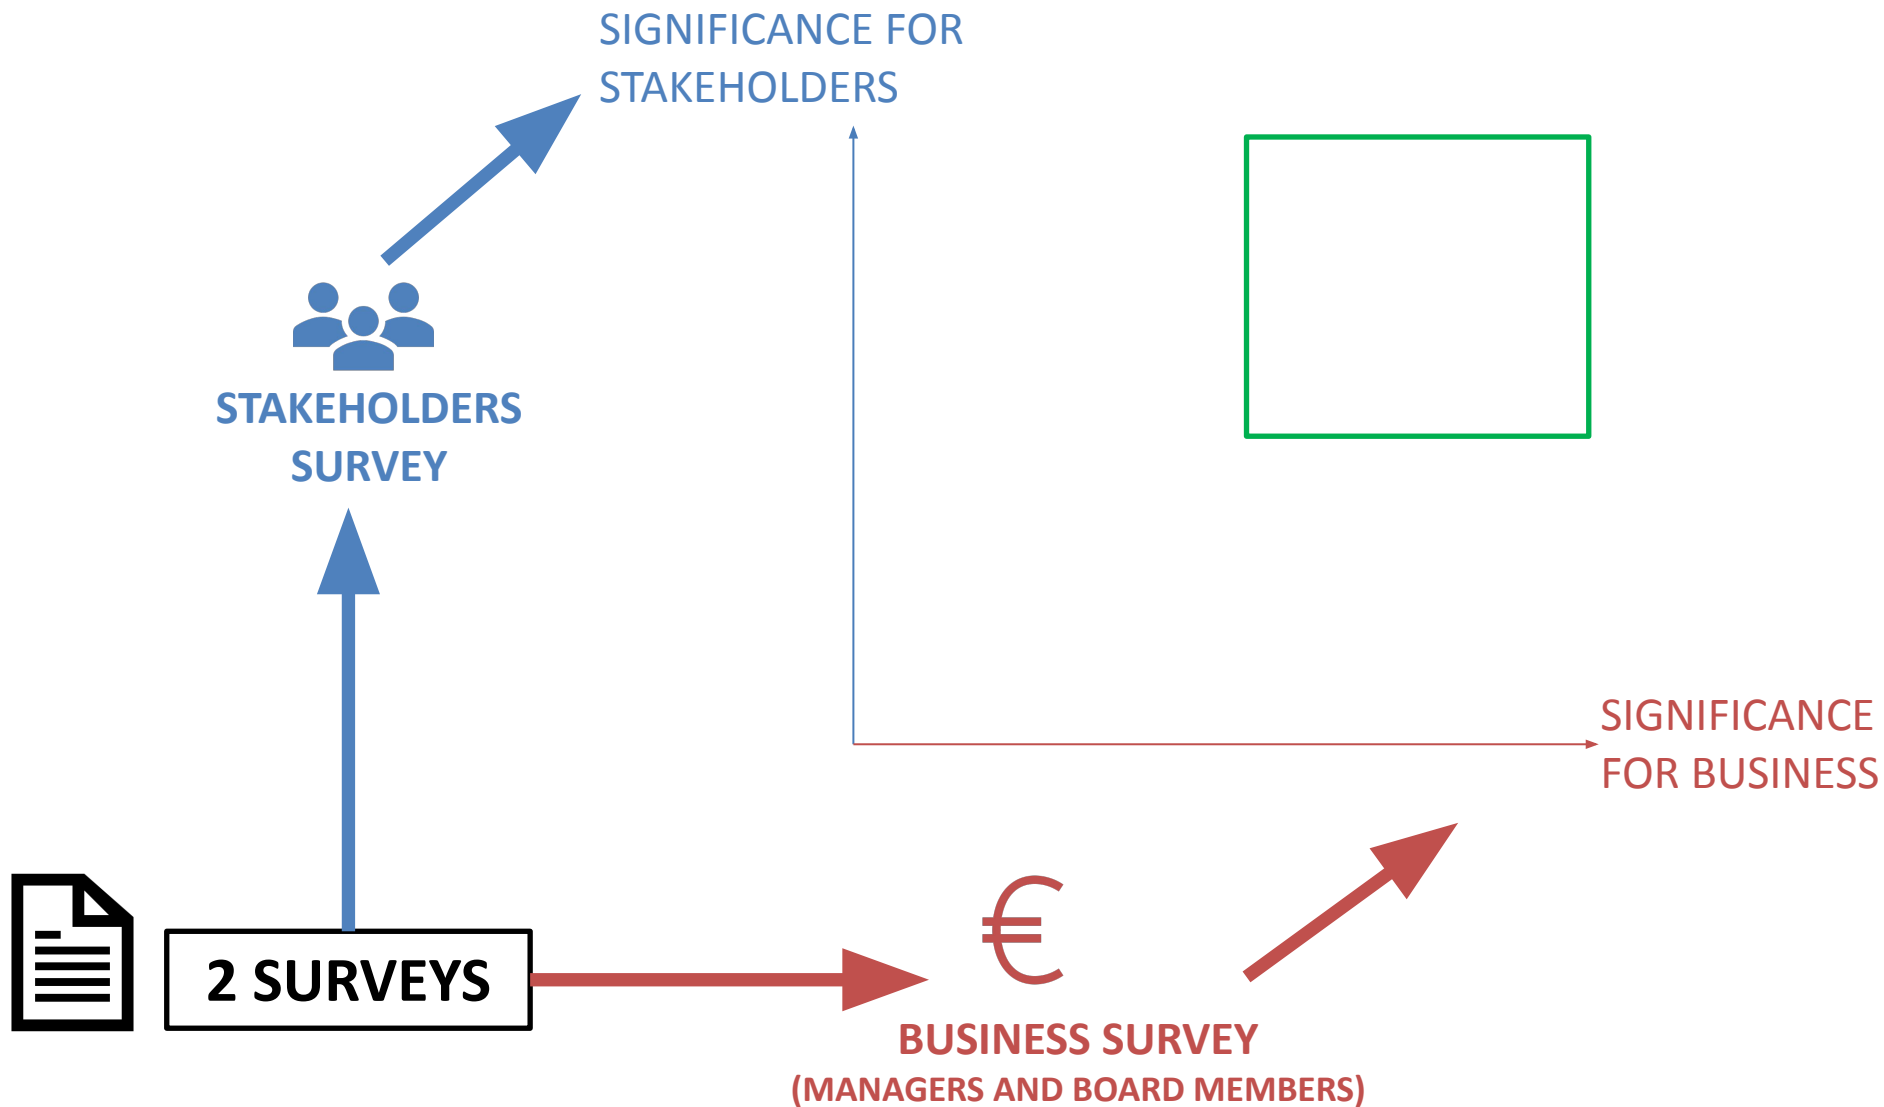 SIGNIFICANCE FOR
STAKEHOLDERS
STAKEHOLDERS
SURVEY
SIGNIFICANCE
FOR BUSINESS
2 SURVEYS
€
BUSINESS SURVEY
(MANAGERS AND BOARD MEMBERS)